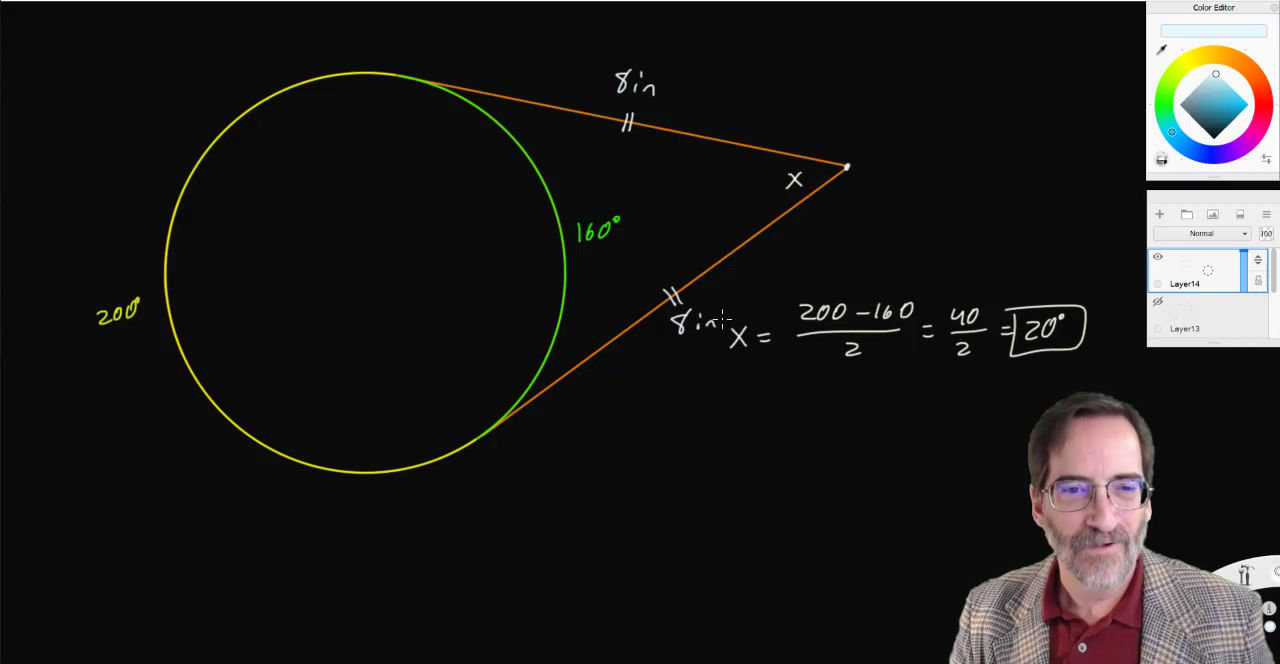 Color Editor
8in
x
160°
Normal
100
200°
8in
x = 200 - 160 / 2 = 40 / 2 = 20°
Layer14
Layer13